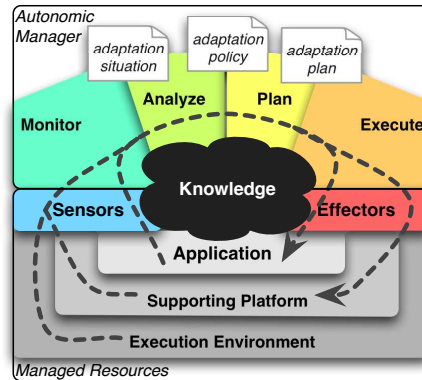 Autonomic
Manager
adaptation
situation
adaptation
policy
adaptation
plan
Monitor
Analyze
Plan
Execute
Knowledge
Sensors
Effectors
Application
Supporting Platform
Execution Environment
Managed Resources